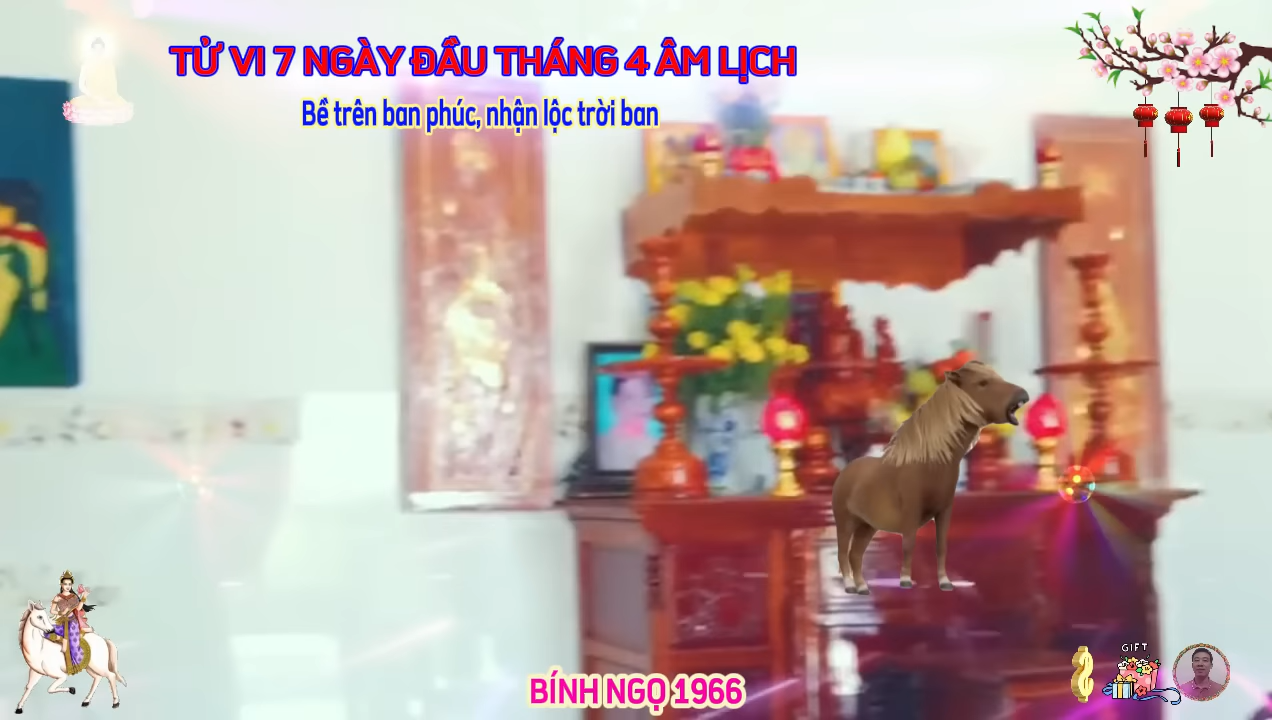 TỬ VI 7 NGÀY ĐẦU THÁNG 4 ÂM LỊCH
Bề trên ban phúc, nhận lộc trời ban
GIFT
BÍNH NGỌ 1966